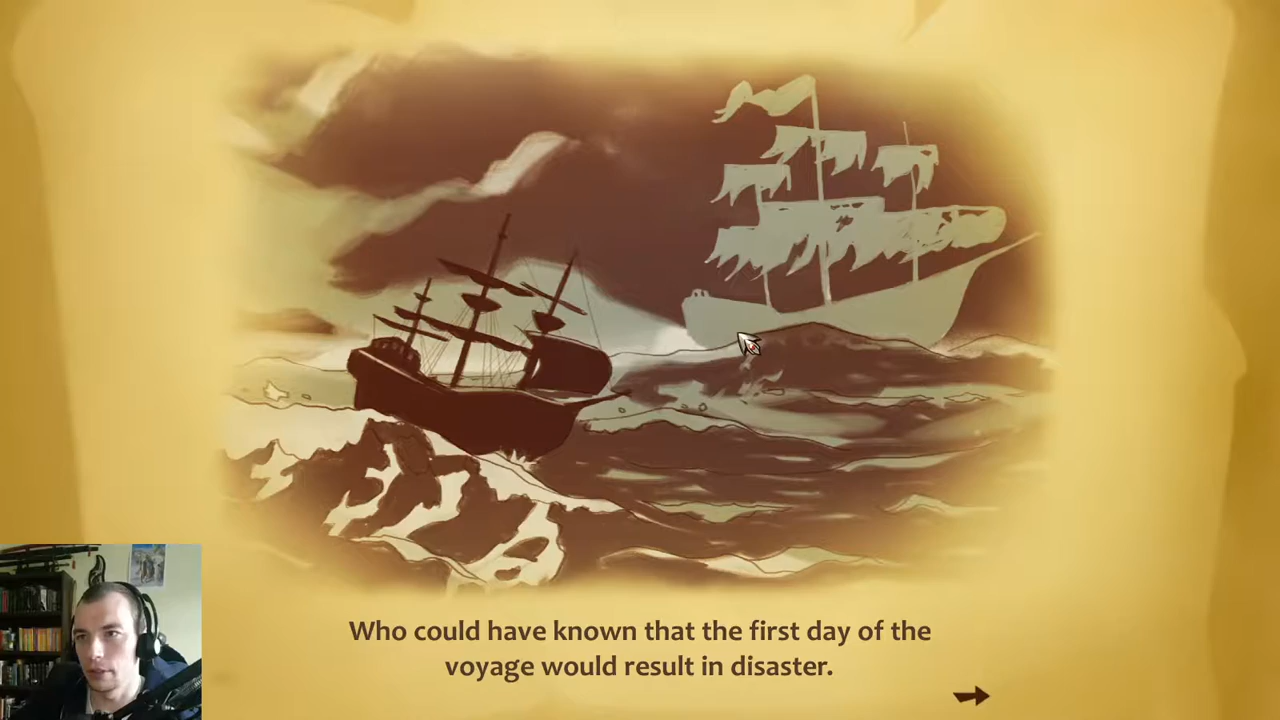 Who could have known that the first day of the
voyage would result in disaster.